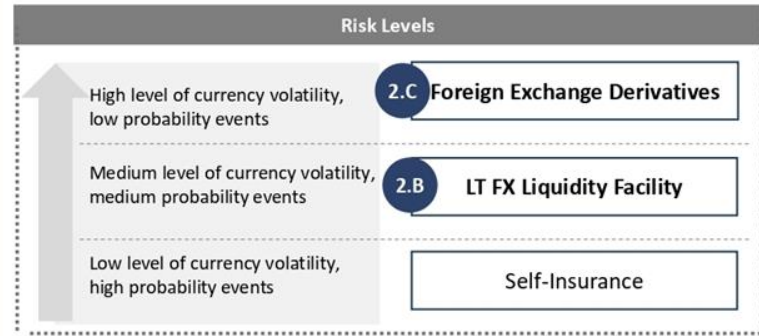 Risk Levels
High level of currency volatility,
low probability events
2.C
Foreign Exchange Derivatives
Medium level of currency volatility,
medium probability events
2.B
LT FX Liquidity Facility
Low level of currency volatility,
high probability events
Self-Insurance